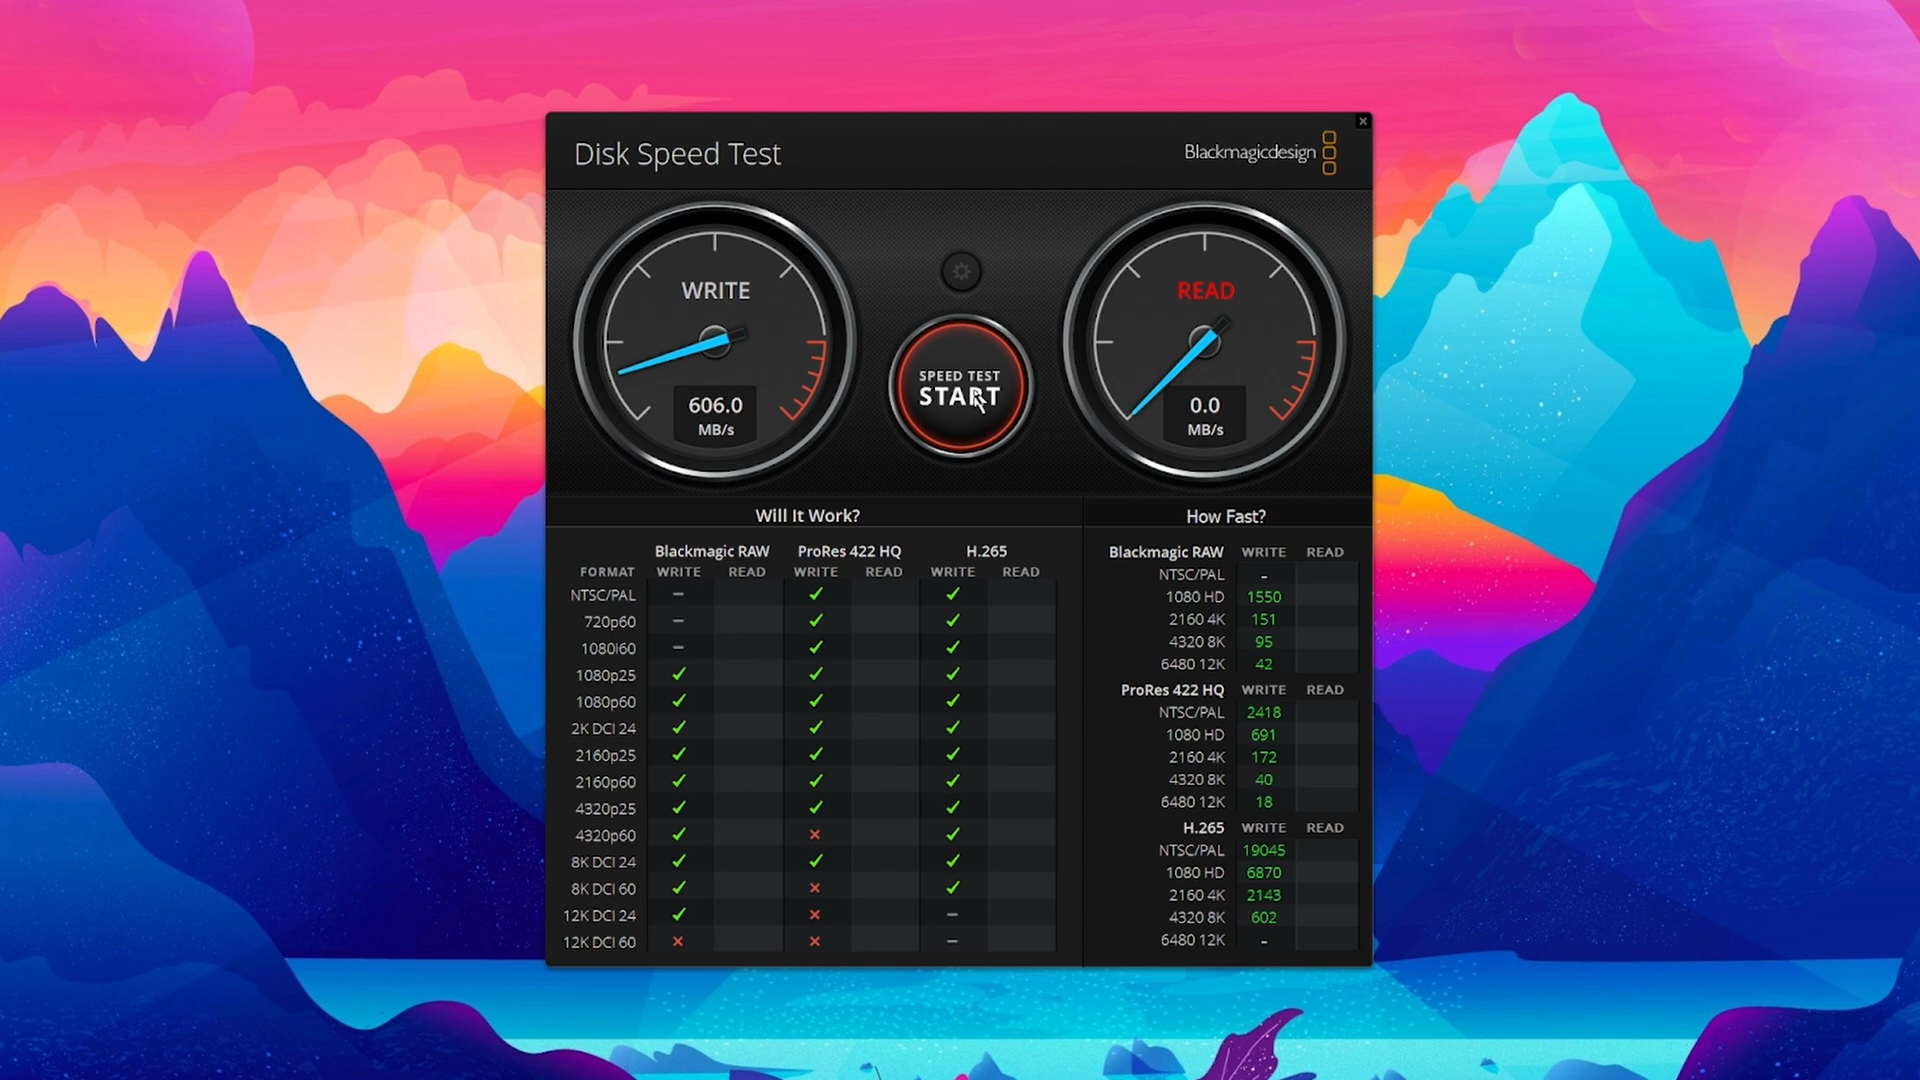 Disk Speed Test
Blackmagicdesign
WRITE
606.0
MB/s
SPEED TEST
START
READ
0.0
MB/s
Will It Work?
Blackmagic RAW ProRes 422 HQ H.265
FORMAT WRITE READ WRITE READ WRITE READ
NTSC/PAL – ✓ ✓
720p60 – ✓ ✓
1080i60 – ✓ ✓
1080p25 ✓ ✓ ✓
1080p60 ✓ ✓ ✓
2K DCI 24 ✓ ✓ ✓
2160p25 ✓ ✓ ✓
2160p60 ✓ ✓ ✓
4320p25 ✓ ✓ ✓
4320p60 ✓ × ✓
8K DCI 24 ✓ ✓ ✓
8K DCI 60 ✓ × ✓
12K DCI 24 ✓ × –
12K DCI 60 × × –
How Fast?
Blackmagic RAW WRITE READ
NTSC/PAL -
1080 HD 1550
2160 4K 151
4320 8K 95
6480 12K 42
ProRes 422 HQ WRITE READ
NTSC/PAL 2418
1080 HD 691
2160 4K 172
4320 8K 40
6480 12K 18
H.265 WRITE READ
NTSC/PAL 19045
1080 HD 6870
2160 4K 2143
4320 8K 602
6480 12K -